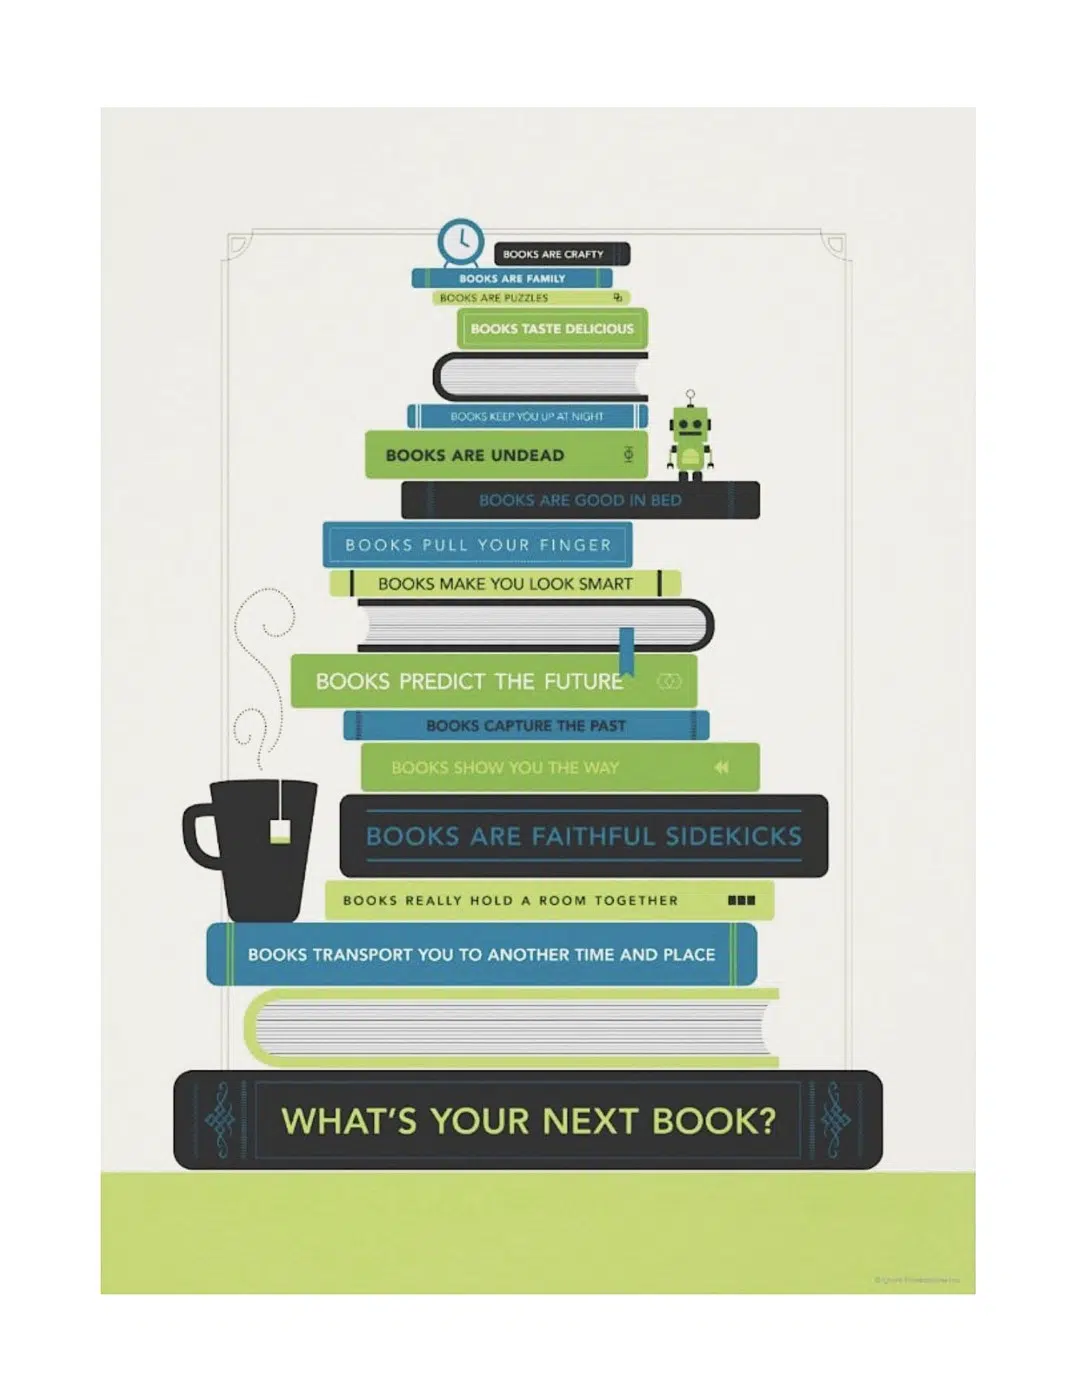 BOOKS ARE CRAFTY
BOOKS ARE FAMILY
BOOKS ARE PUZZLES
BOOKS TASTE DELICIOUS
BOOKS KEEP YOU UP AT NIGHT
BOOKS ARE UNDEAD
BOOKS ARE GOOD IN BED
BOOKS PULL YOUR FINGER
BOOKS MAKE YOU LOOK SMART
BOOKS PREDICT THE FUTURE
BOOKS CAPTURE THE PAST
BOOKS SHOW YOU THE WAY
BOOKS ARE FAITHFUL SIDEKICKS
BOOKS REALLY HOLD A ROOM TOGETHER
BOOKS TRANSPORT YOU TO ANOTHER TIME AND PLACE
WHAT'S YOUR NEXT BOOK?